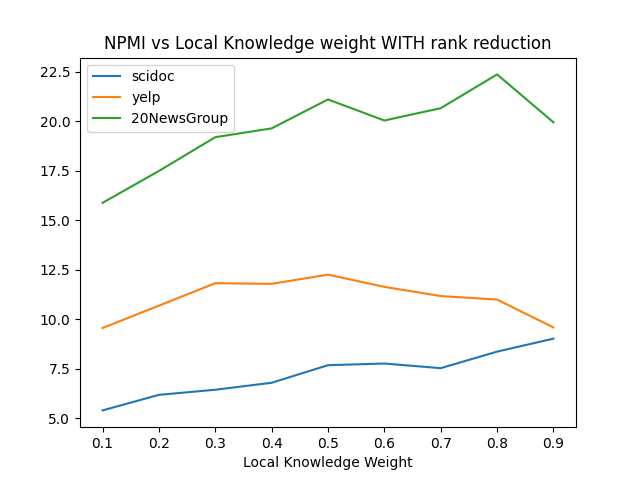 NPMI vs Local Knowledge weight WITH rank reduction
scidoc
yelp
20NewsGroup
22.5
20.0
17.5
15.0
12.5
10.0
7.5
5.0
0.1 0.2 0.3 0.4 0.5 0.6 0.7 0.8 0.9
Local Knowledge Weight